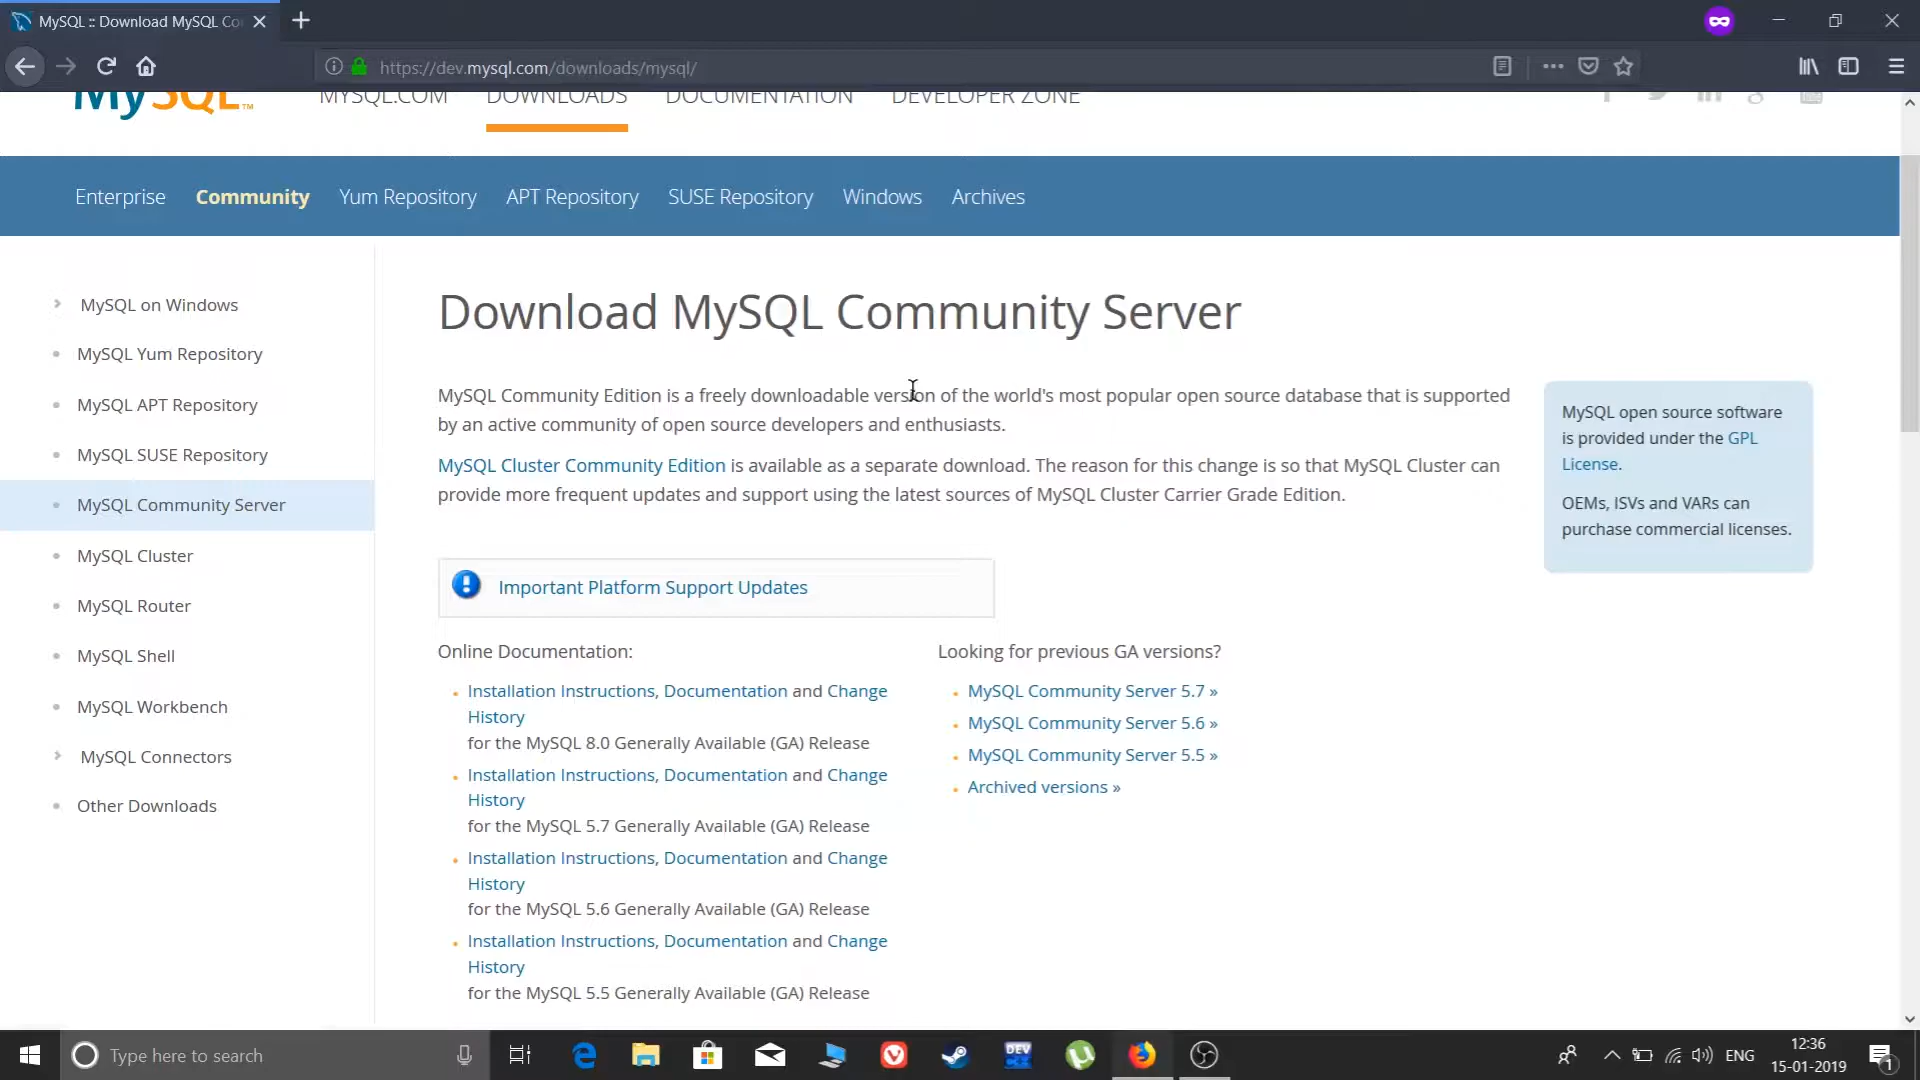 MySQL :: Download MySQL Co
https://dev.mysql.com/downloads/mysql/
MySQL™ MYSQL.COM DOWNLOADS DOCUMENTATION DEVELOPER ZONE
Enterprise Community Yum Repository APT Repository SUSE Repository Windows Archives
MySQL on Windows
MySQL Yum Repository
MySQL APT Repository
MySQL SUSE Repository
MySQL Community Server
MySQL Cluster
MySQL Router
MySQL Shell
MySQL Workbench
MySQL Connectors
Other Downloads
Download MySQL Community Server
MySQL Community Edition is a freely downloadable version of the world's most popular open source database that is supported
by an active community of open source developers and enthusiasts.
MySQL Cluster Community Edition is available as a separate download. The reason for this change is so that MySQL Cluster can
provide more frequent updates and support using the latest sources of MySQL Cluster Carrier Grade Edition.
Important Platform Support Updates
Online Documentation:
Installation Instructions, Documentation and Change
History
for the MySQL 8.0 Generally Available (GA) Release
Installation Instructions, Documentation and Change
History
for the MySQL 5.7 Generally Available (GA) Release
Installation Instructions, Documentation and Change
History
for the MySQL 5.6 Generally Available (GA) Release
Installation Instructions, Documentation and Change
History
for the MySQL 5.5 Generally Available (GA) Release
Looking for previous GA versions?
MySQL Community Server 5.7 »
MySQL Community Server 5.6 »
MySQL Community Server 5.5 »
Archived versions »
MySQL open source software
is provided under the GPL
License.
OEMs, ISVs and VARs can
purchase commercial licenses.
Type here to search
DEV
ENG
12:36
15-01-2019
1